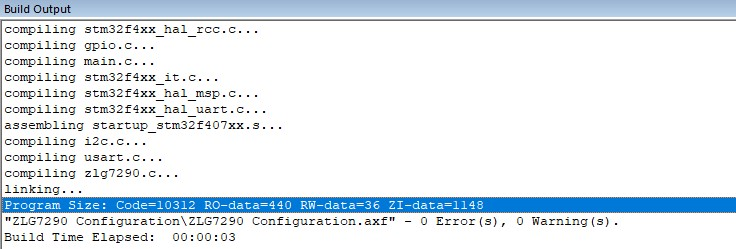 Build Output
compiling stm32f4xx_hal_rcc.c...
compiling gpio.c...
compiling main.c...
compiling stm32f4xx_it.c...
compiling stm32f4xx_hal_msp.c...
compiling stm32f4xx_hal_uart.c...
assembling startup_stm32f407xx.s...
compiling i2c.c...
compiling usart.c...
compiling zlg7290.c...
linking...
Program Size: Code=10312 RO-data=440 RW-data=36 ZI-data=1148
"ZLG7290 Configuration\ZLG7290 Configuration.axf" - 0 Error(s), 0 Warning(s).
Build Time Elapsed:  00:00:03